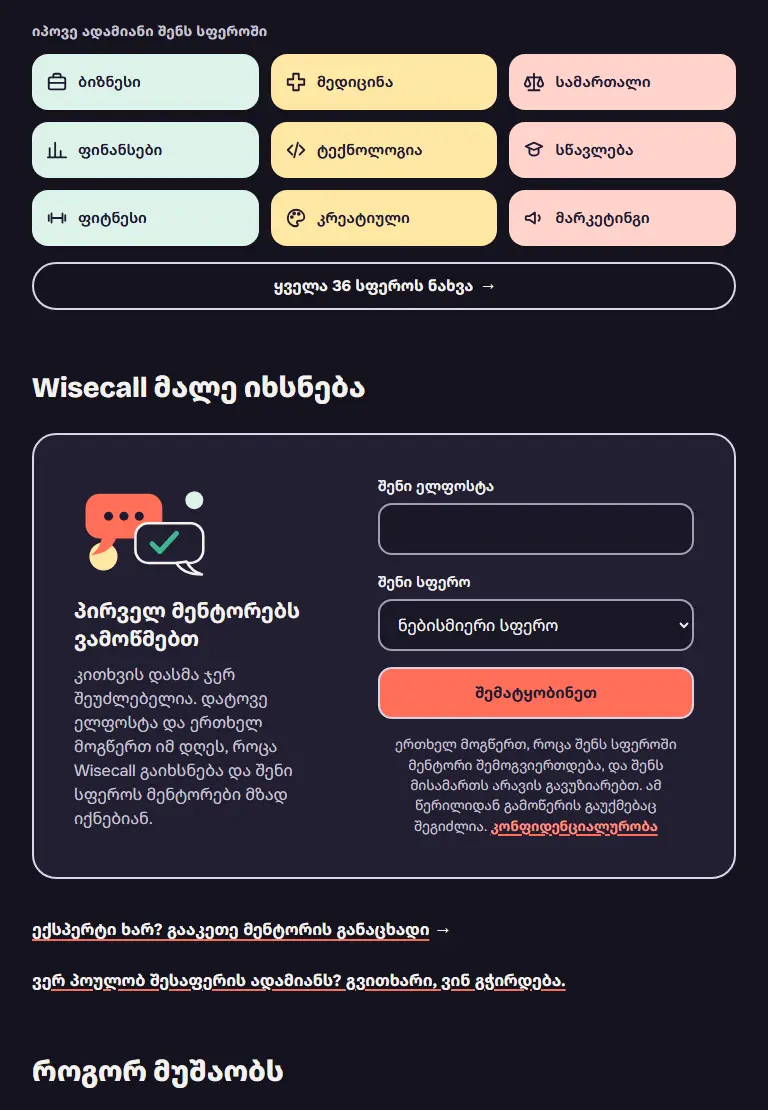 იპოვე ადამიანი შენს სფეროში
ბიზნესი
მედიცინა
სამართალი
ფინანსები
ტექნოლოგია
სწავლება
ფიტნესი
კრეატიული
მარკეტინგი
ყველა 36 სფეროს ნახვა →
Wisecall მალე იხსნება
პირველ მენტორებს
ვამოწმებთ
კითხვის დასმა ჯერ
შეუძლებელია. დატოვე
ელფოსტა და ერთხელ
მოგწერთ იმ დღეს, როცა
Wisecall გაიხსნება და შენი
სფეროს მენტორები მზად
იქნებიან.
შენი ელფოსტა
შენი სფერო
ნებისმიერი სფერო
შემატყობინეთ
ერთხელ მოგწერთ, როცა შენს სფეროში
მენტორი შემოგვიერთდება, და შენს
მისამართს არავის გავუზიარებთ. ამ
წერილიდან გამოწერის გაუქმებაც
შეგიძლია. კონფიდენციალურობა
ექსპერტი ხარ? გააკეთე მენტორის განაცხადი →
ვერ პოულობ შესაფერის ადამიანს? გვითხარი, ვინ გჭირდება.
როგორ მუშაობს